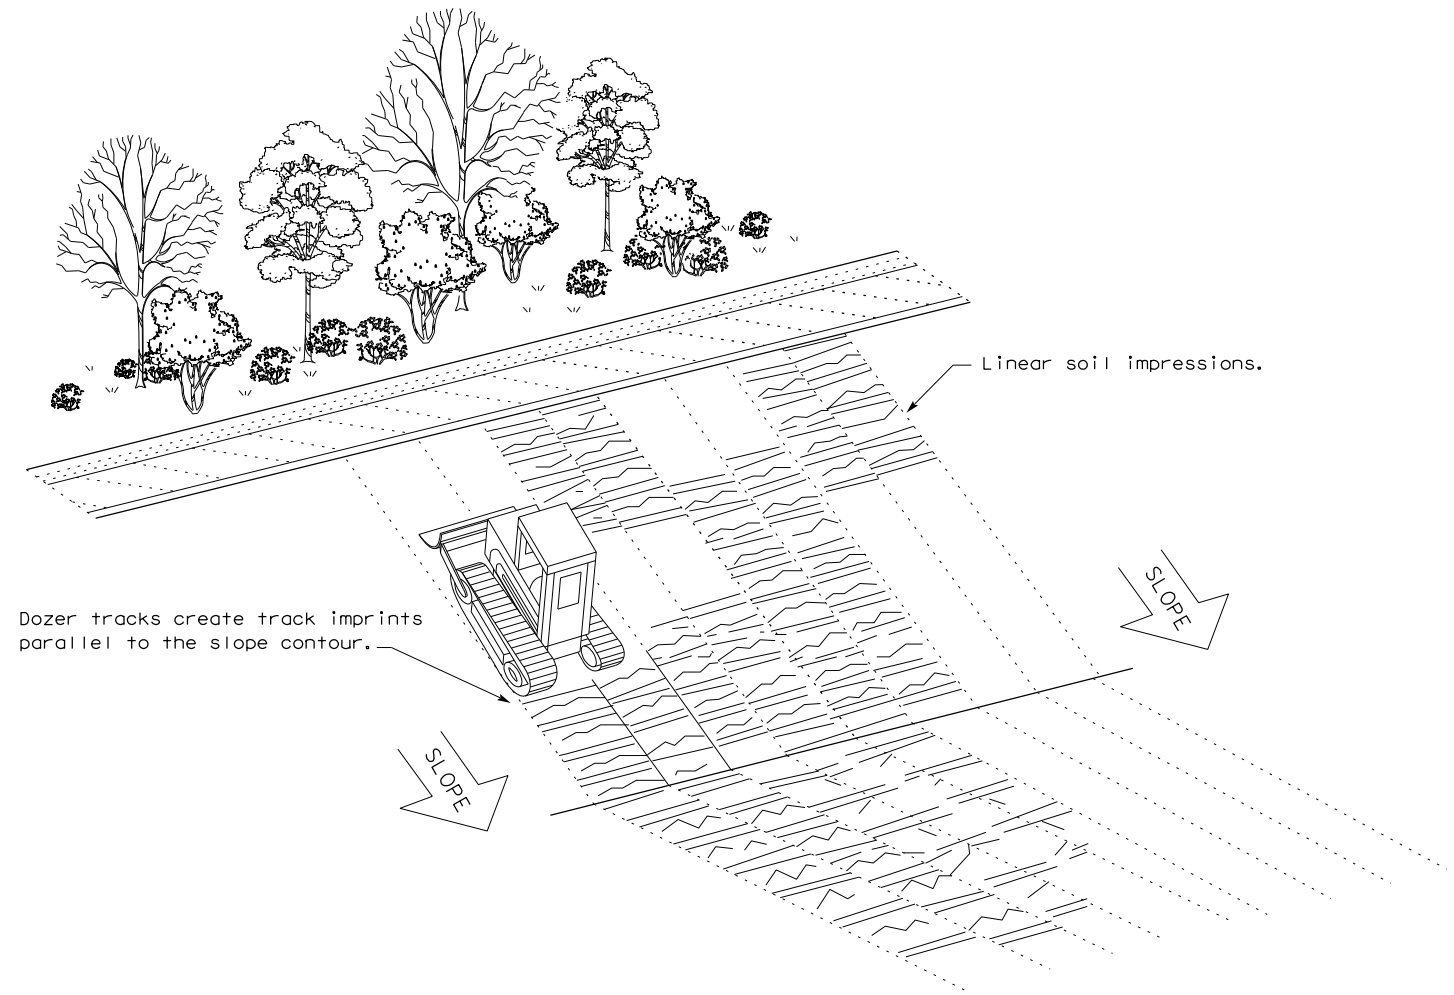 Linear soil impressions.
SLOPE
Dozer tracks create track imprints
parallel to the slope contour.
SLOPE